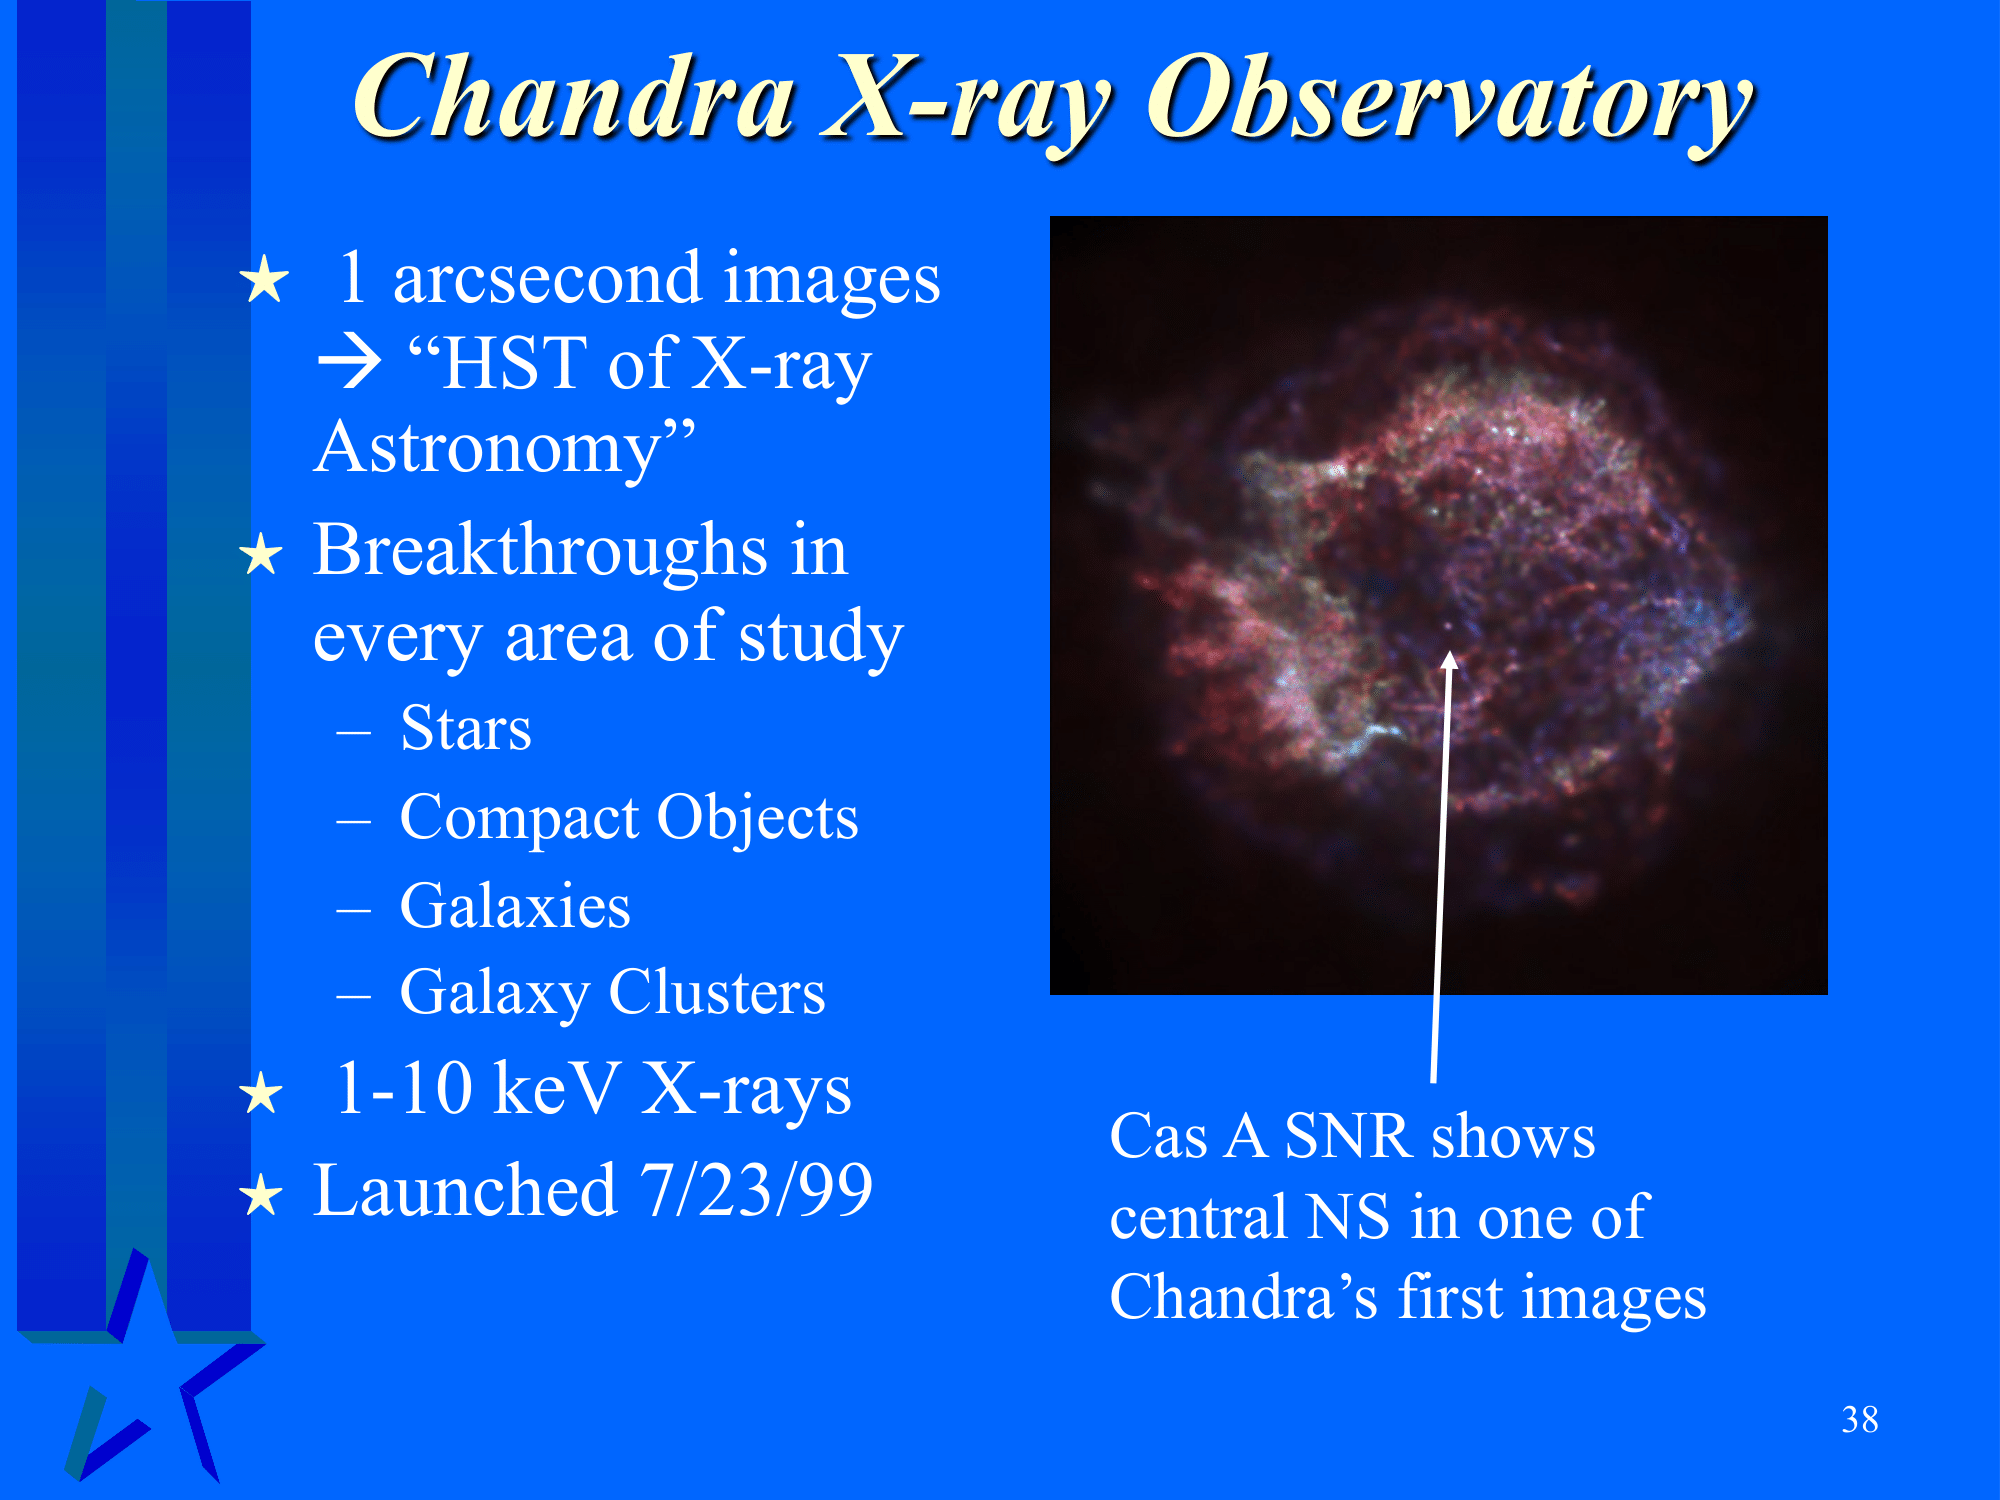 Chandra X-ray Observatory
★ 1 arcsecond images
→ “HST of X-ray
Astronomy”
★ Breakthroughs in
every area of study
– Stars
– Compact Objects
– Galaxies
– Galaxy Clusters
★ 1-10 keV X-rays
★ Launched 7/23/99
Cas A SNR shows
central NS in one of
Chandra’s first images
38